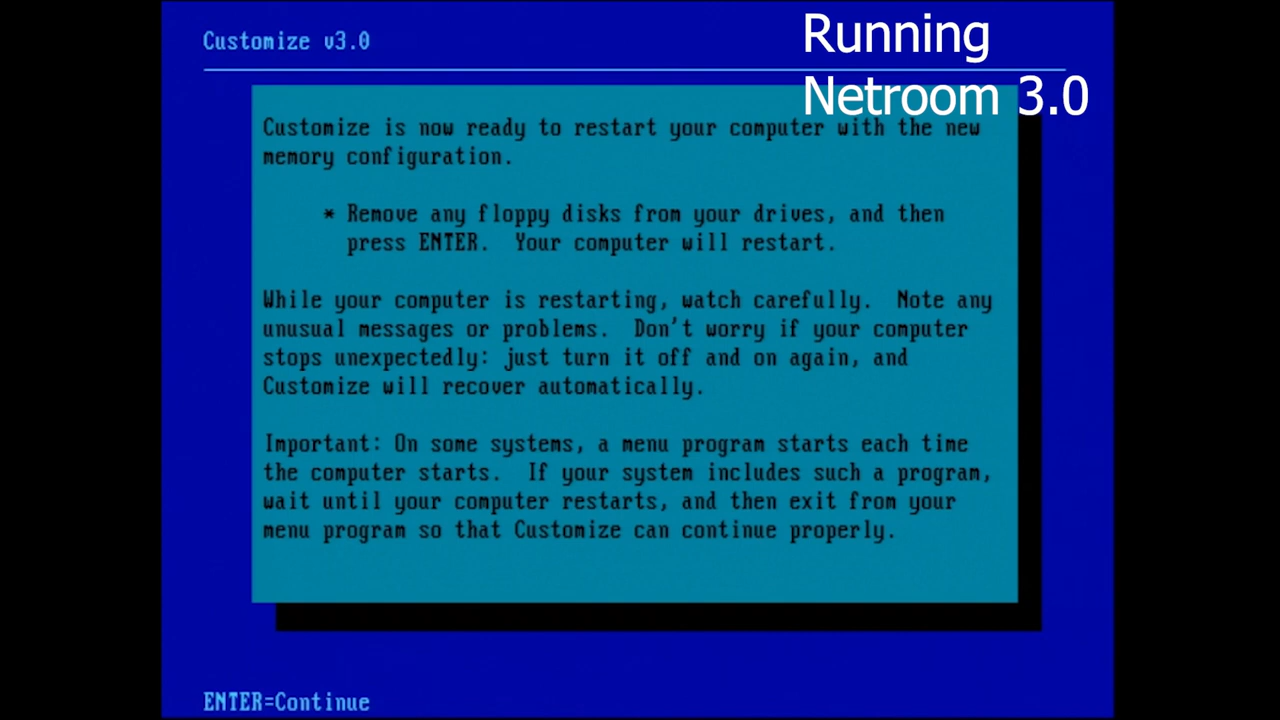 Customize v3.0
Running
Netroom 3.0
Customize is now ready to restart your computer with the new
memory configuration.
* Remove any floppy disks from your drives, and then
press ENTER.  Your computer will restart.
While your computer is restarting, watch carefully.  Note any
unusual messages or problems.  Don't worry if your computer
stops unexpectedly: just turn it off and on again, and
Customize will recover automatically.
Important: On some systems, a menu program starts each time
the computer starts.  If your system includes such a program,
wait until your computer restarts, and then exit from your
menu program so that Customize can continue properly.
ENTER=Continue